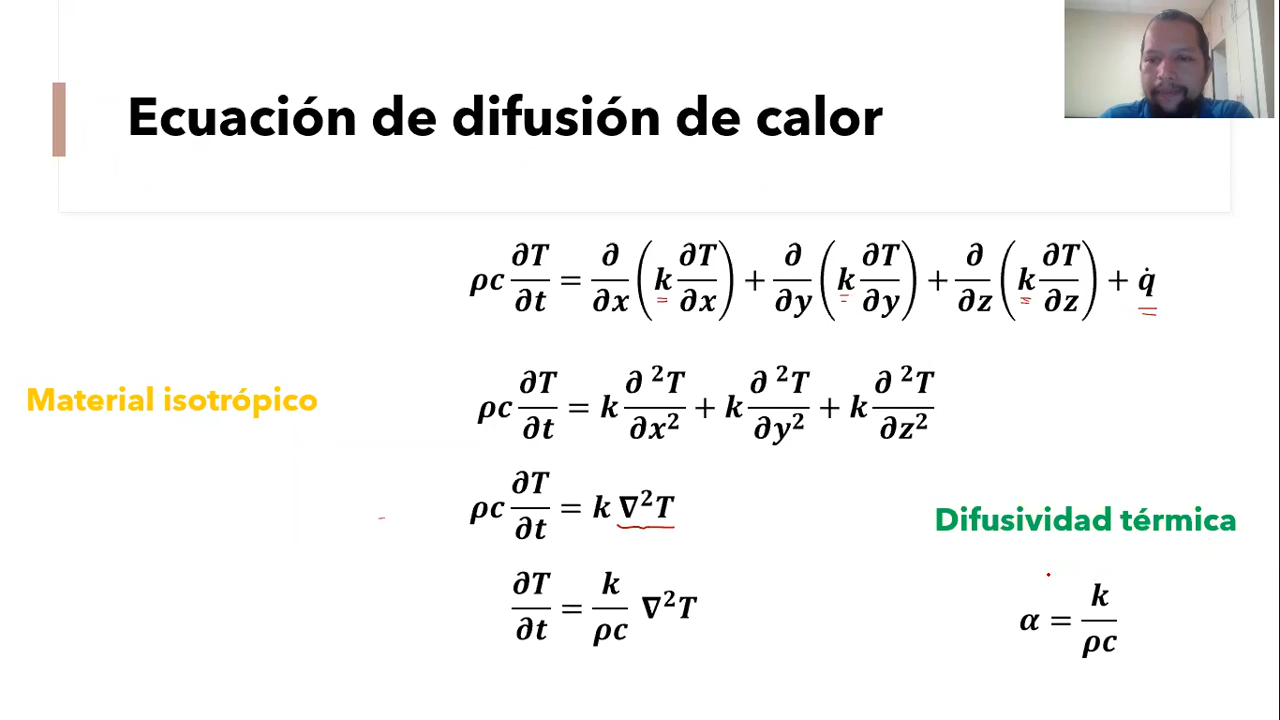 Ecuación de difusión de calor
ρc ∂T/∂t = ∂/∂x (k ∂T/∂x) + ∂/∂y (k ∂T/∂y) + ∂/∂z (k ∂T/∂z) + q̇
Material isotrópico
ρc ∂T/∂t = k ∂²T/∂x² + k ∂²T/∂y² + k ∂²T/∂z²
ρc ∂T/∂t = k ∇²T
Difusividad térmica
∂T/∂t = k/ρc ∇²T
α = k/ρc